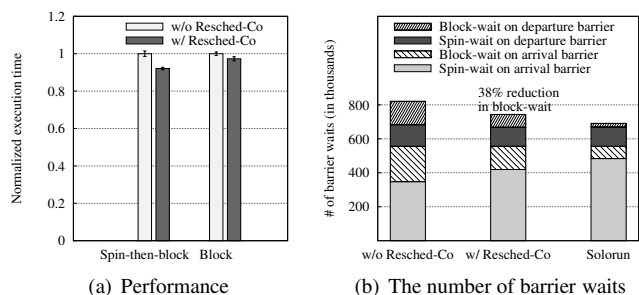 Normalized execution time
1.2
1
0.8
0.6
0.4
0.2
0
w/o Resched-Co
w/ Resched-Co
Spin-then-block Block
(a) Performance
# of barrier waits (in thousands)
Block-wait on departure barrier
Spin-wait on departure barrier
Block-wait on arrival barrier
Spin-wait on arrival barrier
38% reduction
in block-wait
800
600
400
200
w/o Resched-Co w/ Resched-Co Solorun
(b) The number of barrier waits